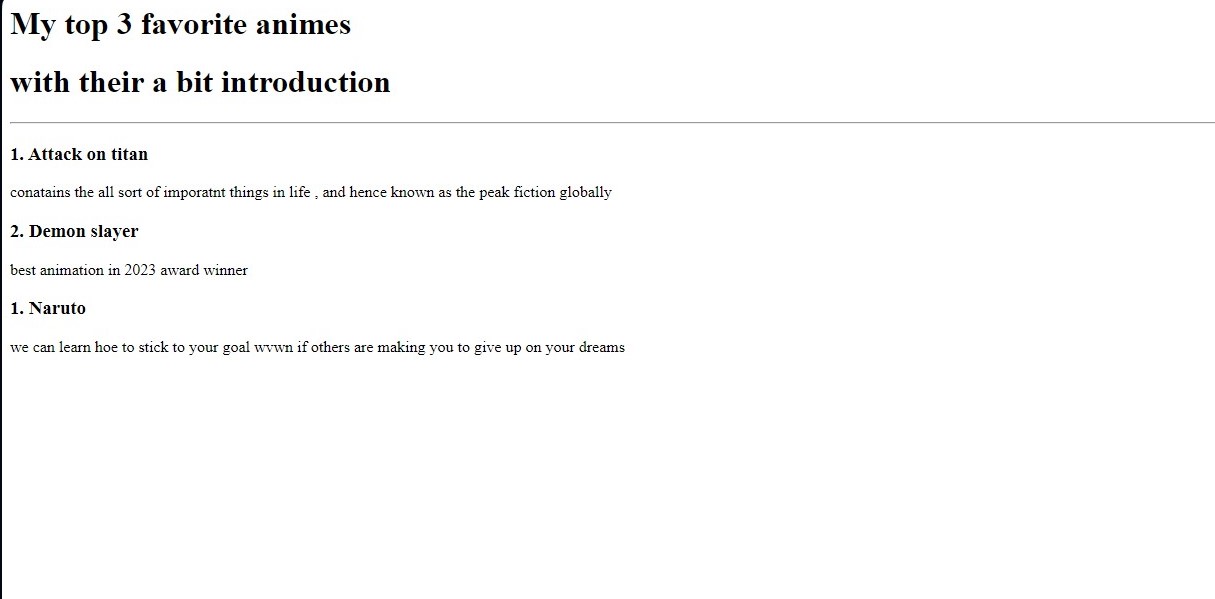 My top 3 favorite animes
with their a bit introduction
1. Attack on titan
conatains the all sort of imporatnt things in life , and hence known as the peak fiction globally
2. Demon slayer
best animation in 2023 award winner
1. Naruto
we can learn hoe to stick to your goal wvwn if others are making you to give up on your dreams